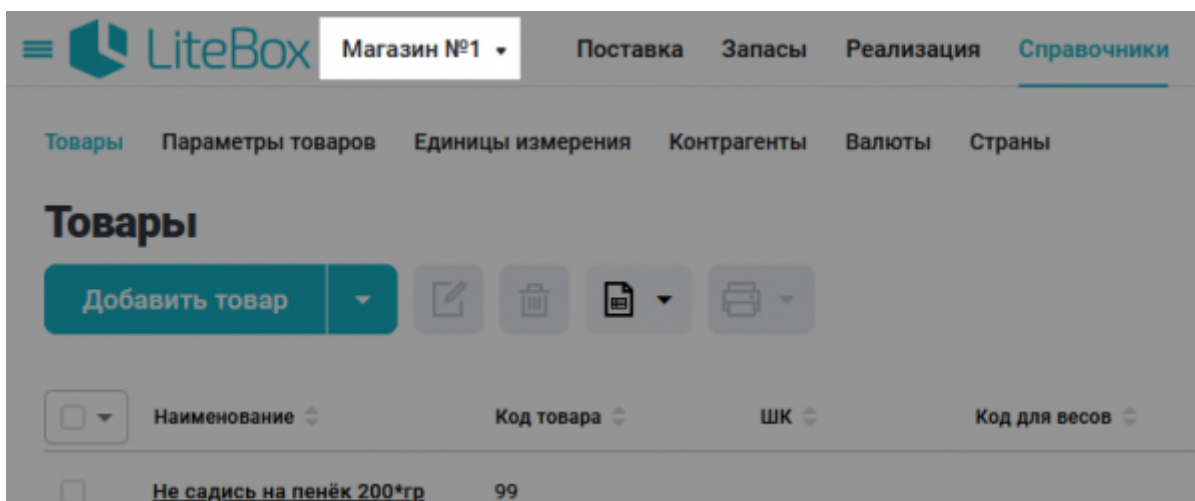 LiteBox Магазин №1 Поставка Запасы Реализация Справочники
Товары Параметры товаров Единицы измерения Контрагенты Валюты Страны
Товары
Добавить товар
Наименование Код товара ШК Код для весов
Не садись на пенёк 200*гр 99